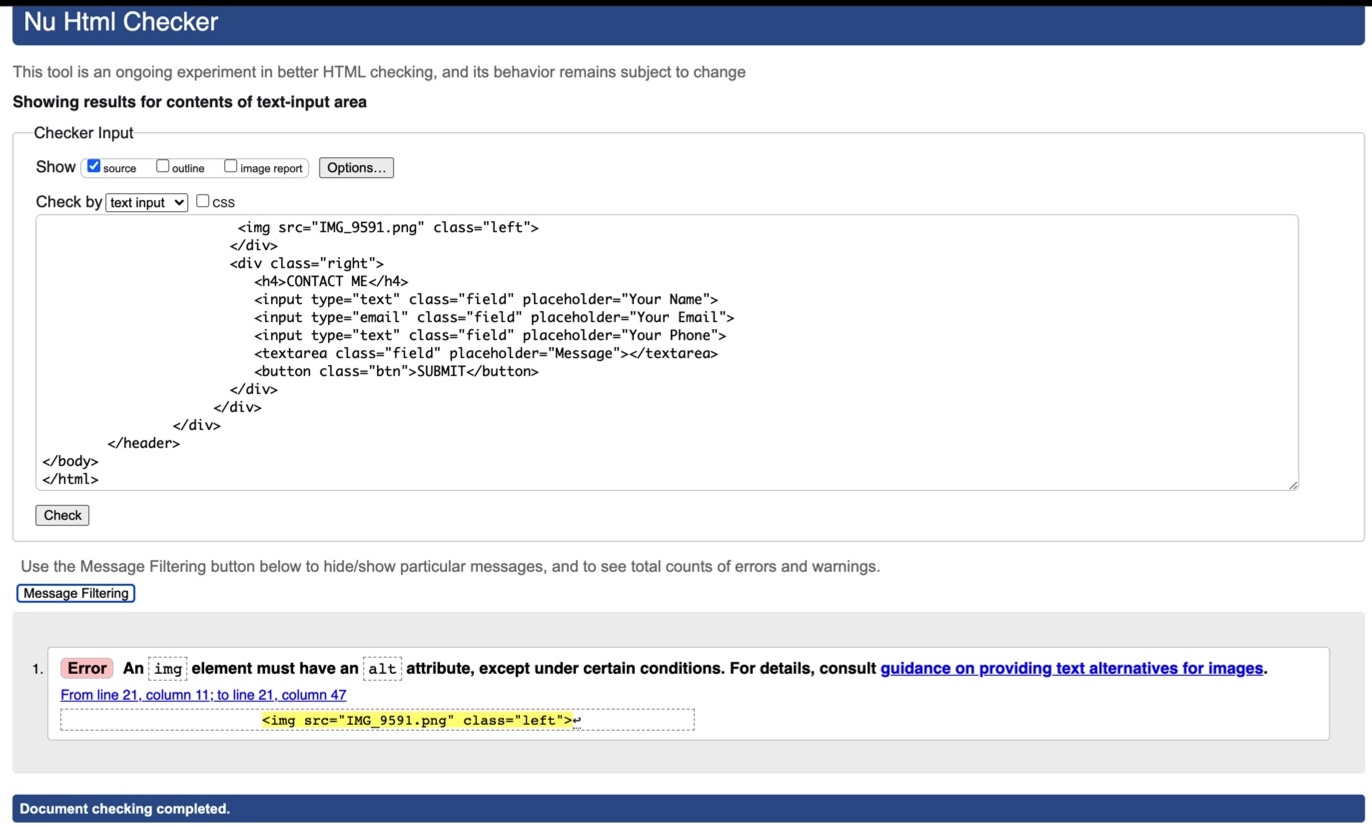 Nu Html Checker
This tool is an ongoing experiment in better HTML checking, and its behavior remains subject to change
Showing results for contents of text-input area
Checker Input
Show source outline image report Options...
Check by text input css
<img src="IMG_9591.png" class="left">
</div>
<div class="right">
<h4>CONTACT ME</h4>
<input type="text" class="field" placeholder="Your Name">
<input type="email" class="field" placeholder="Your Email">
<input type="text" class="field" placeholder="Your Phone">
<textarea class="field" placeholder="Message"></textarea>
<button class="btn">SUBMIT</button>
</div>
</div>
</div>
</header>
</body>
</html>
Check
Use the Message Filtering button below to hide/show particular messages, and to see total counts of errors and warnings.
Message Filtering
1. Error An img element must have an alt attribute, except under certain conditions. For details, consult guidance on providing text alternatives for images.
From line 21, column 11; to line 21, column 47
<img src="IMG_9591.png" class="left">↩
Document checking completed.